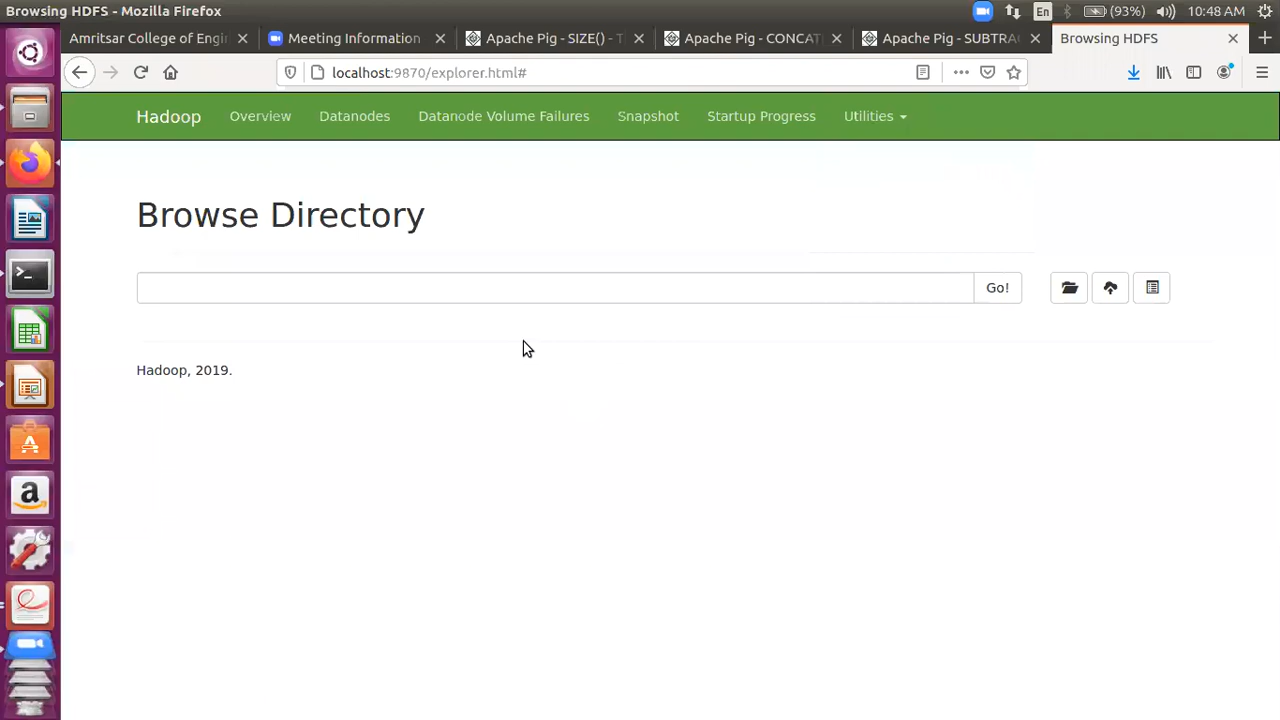 Browsing HDFS - Mozilla Firefox
En
(93%)
10:48 AM
Amritsar College of Engi
Meeting Information
Apache Pig - SIZE() - T
Apache Pig - CONCAT
Apache Pig - SUBTRA
Browsing HDFS
localhost:9870/explorer.html#
Hadoop
Overview
Datanodes
Datanode Volume Failures
Snapshot
Startup Progress
Utilities
Browse Directory
Go!
Hadoop, 2019.